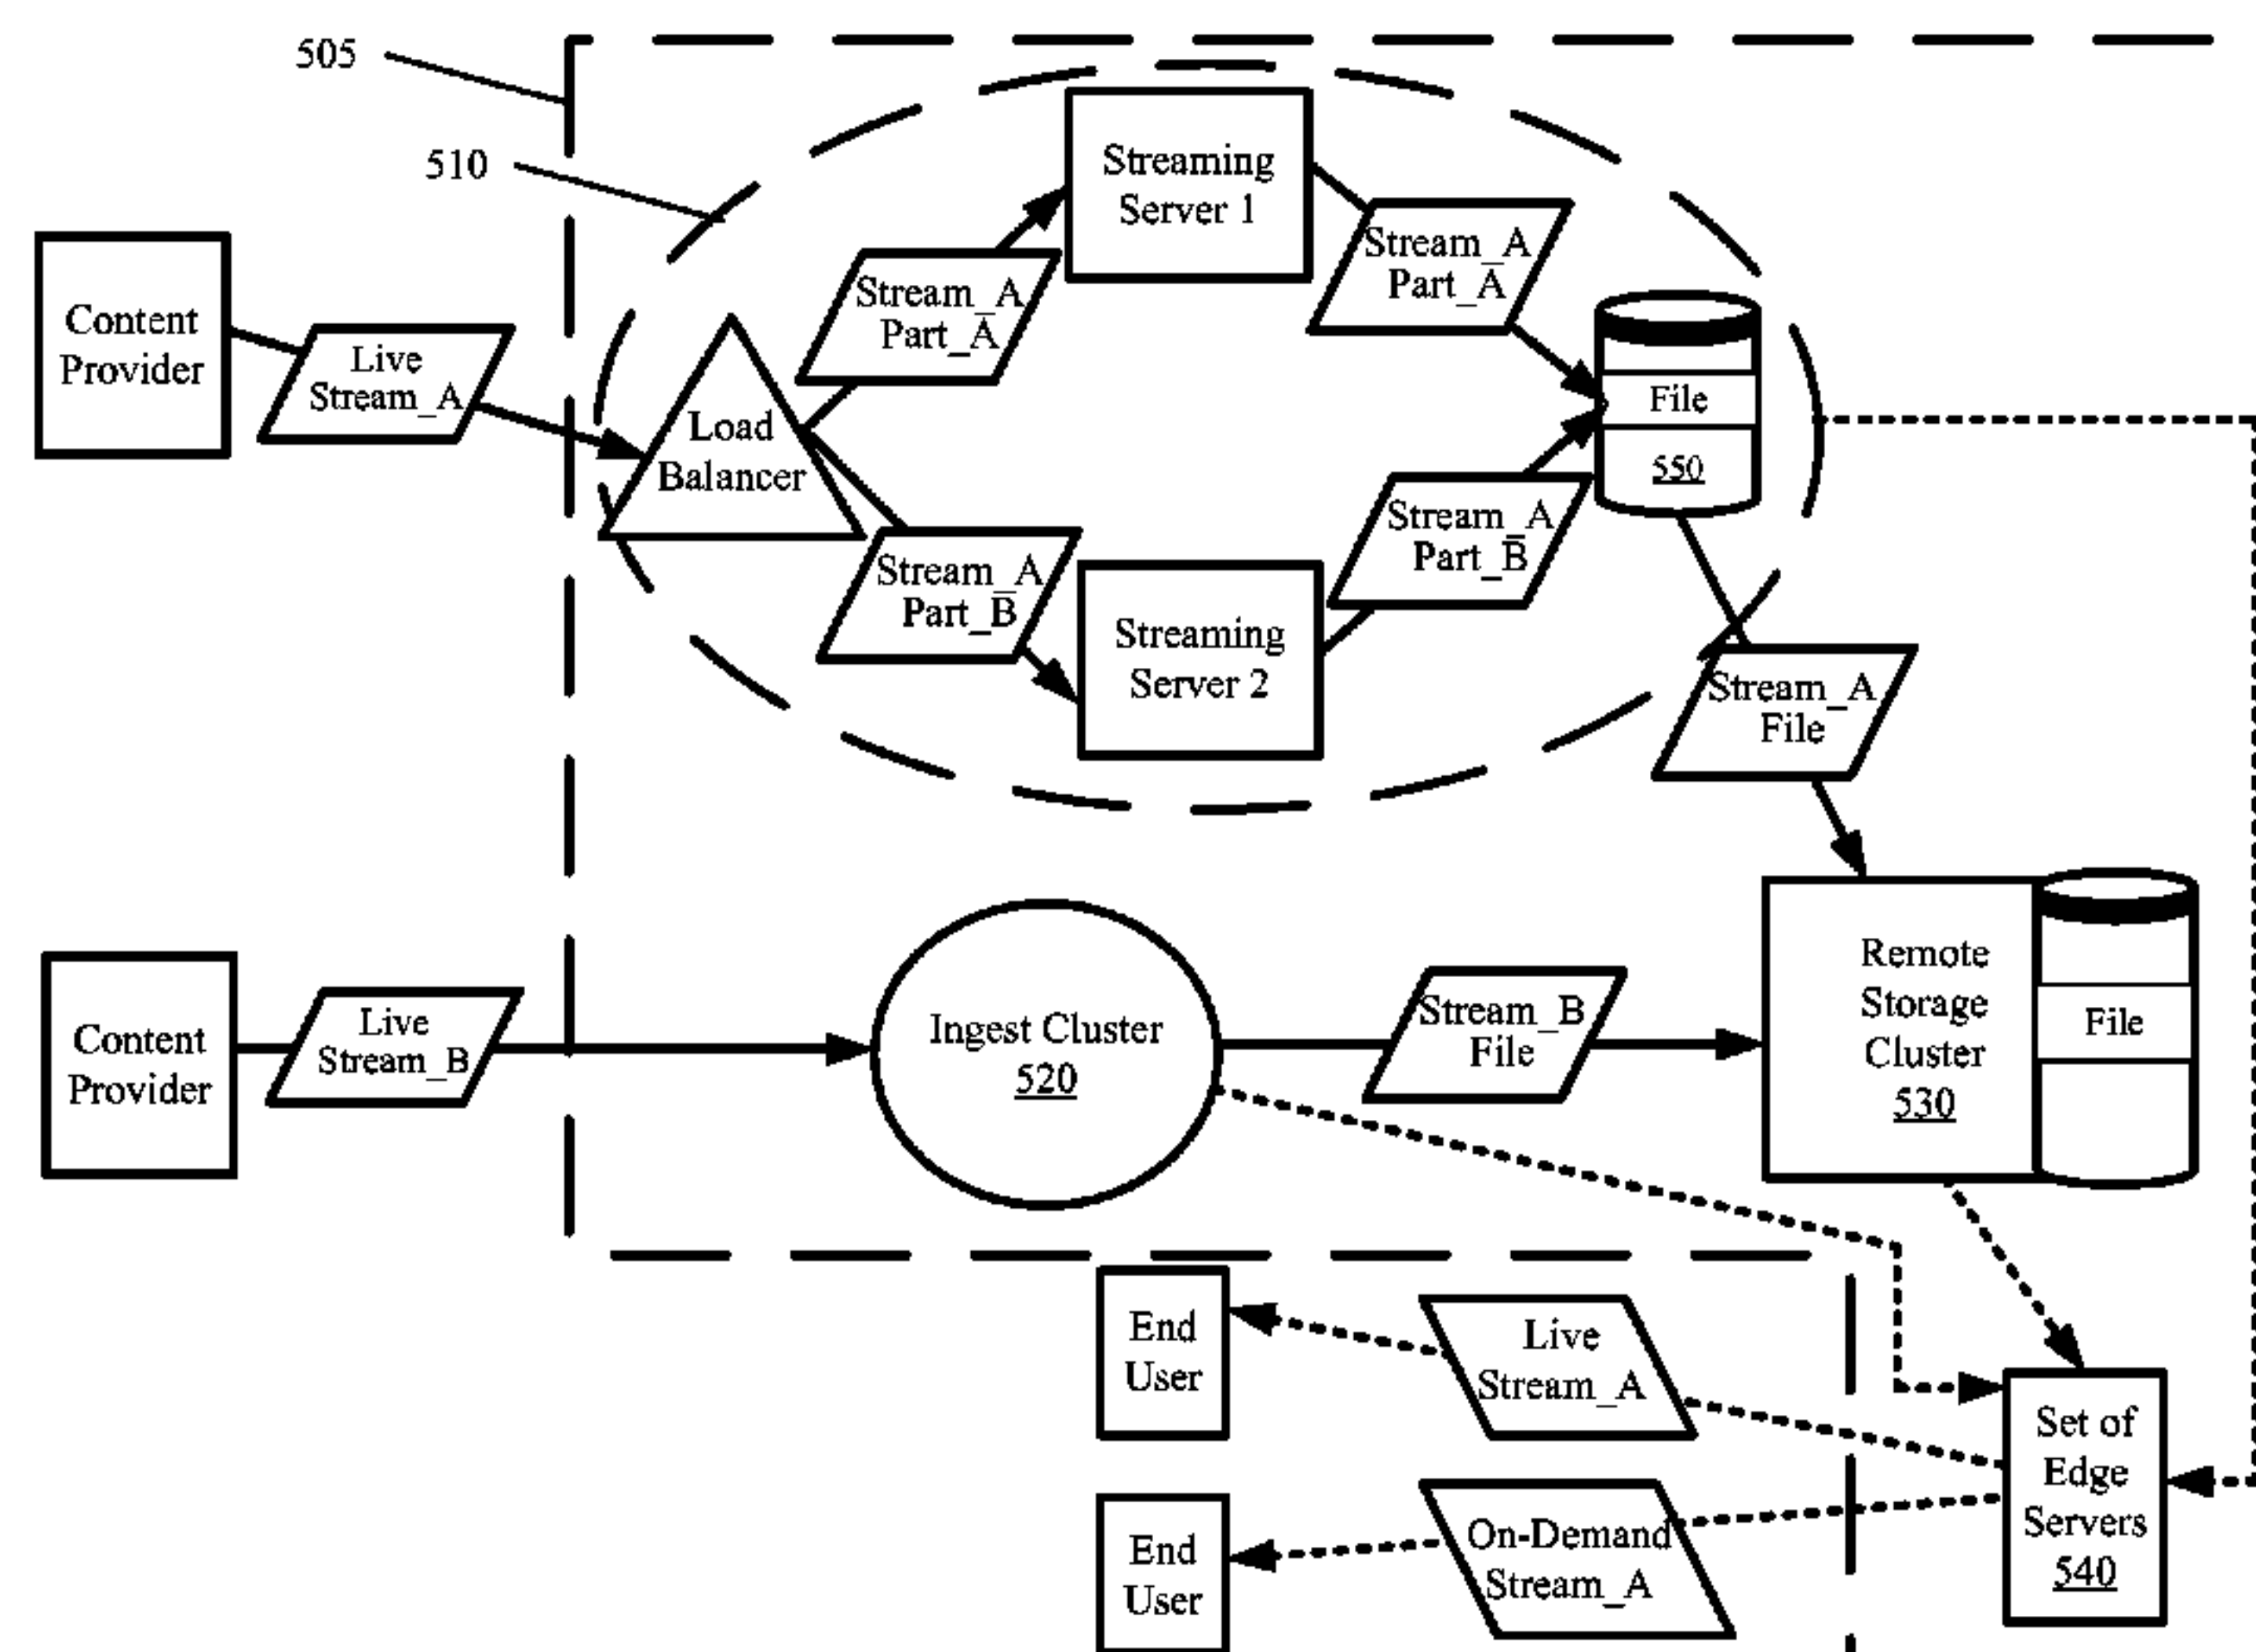 505
510
Content
Provider
Live
Stream_A
Load
Balancer
Stream_A
Part_A
Streaming
Server 1
Stream_A
Part_A
File
550
Stream_A
Part_B
Streaming
Server 2
Stream_A
Part_B
Stream_A
File
Content
Provider
Live
Stream_B
Ingest Cluster
520
Stream_B
File
Remote
Storage
Cluster
530
File
End
User
Live
Stream_A
Set of
Edge
Servers
540
End
User
On-Demand
Stream_A